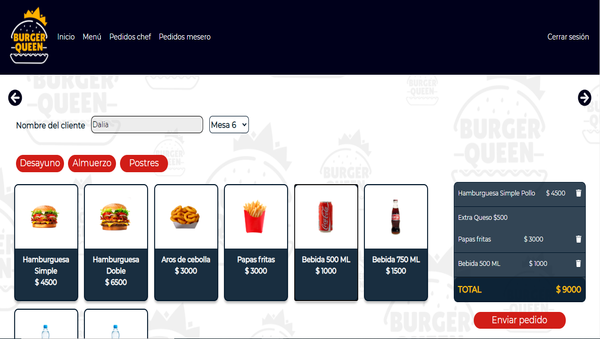 BURGER
QUEEN
Inicio Menú Pedidos chef Pedidos mesero Cerrar sesión
Nombre del cliente Dalia Mesa 6
Desayuno Almuerzo Postres
Hamburguesa Simple $ 4500
Hamburguesa Doble $ 6500
Aros de cebolla $ 3000
Papas fritas $ 3000
Bebida 500 ML $ 1000
Bebida 750 ML $ 1500
Hamburguesa Simple Pollo $ 4500
Extra Queso $500
Papas fritas $ 3000
Bebida 500 ML $ 1000
TOTAL $ 9000
Enviar pedido
BURGER
QUEEN